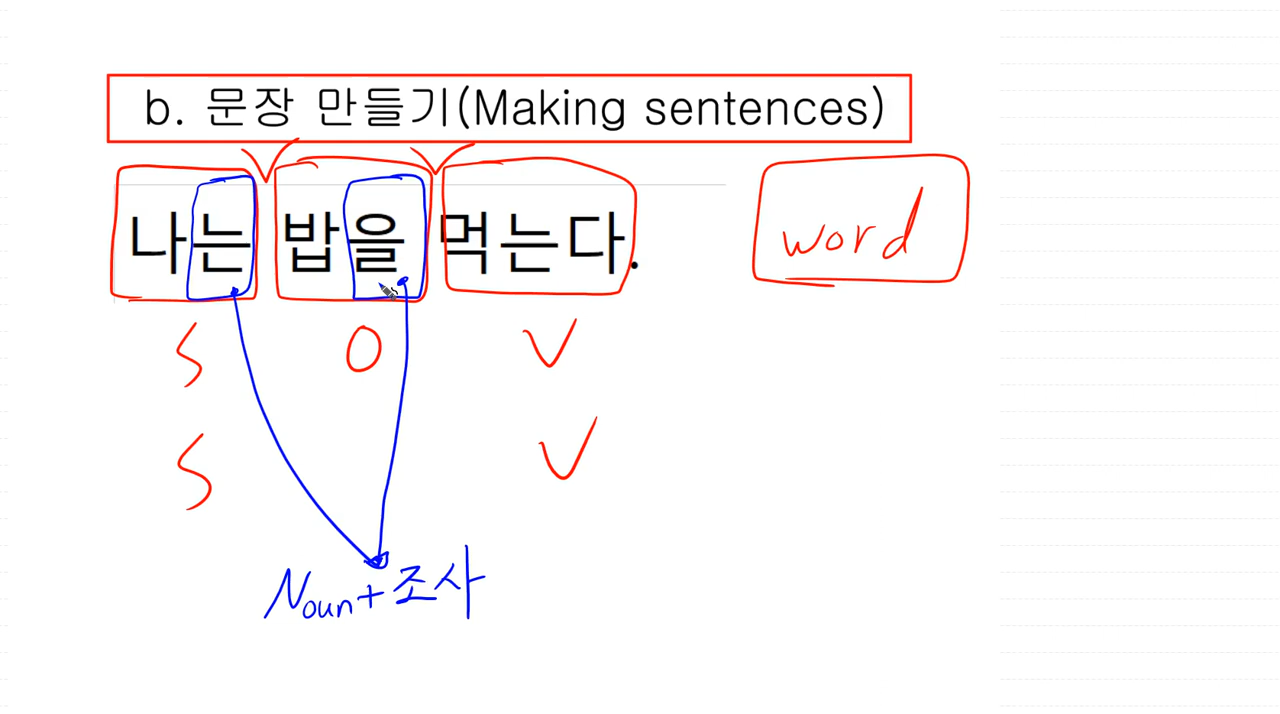 b. 문장 만들기(Making sentences)
나는 밥을 먹는다.
word
S O V
S V
Noun+조사